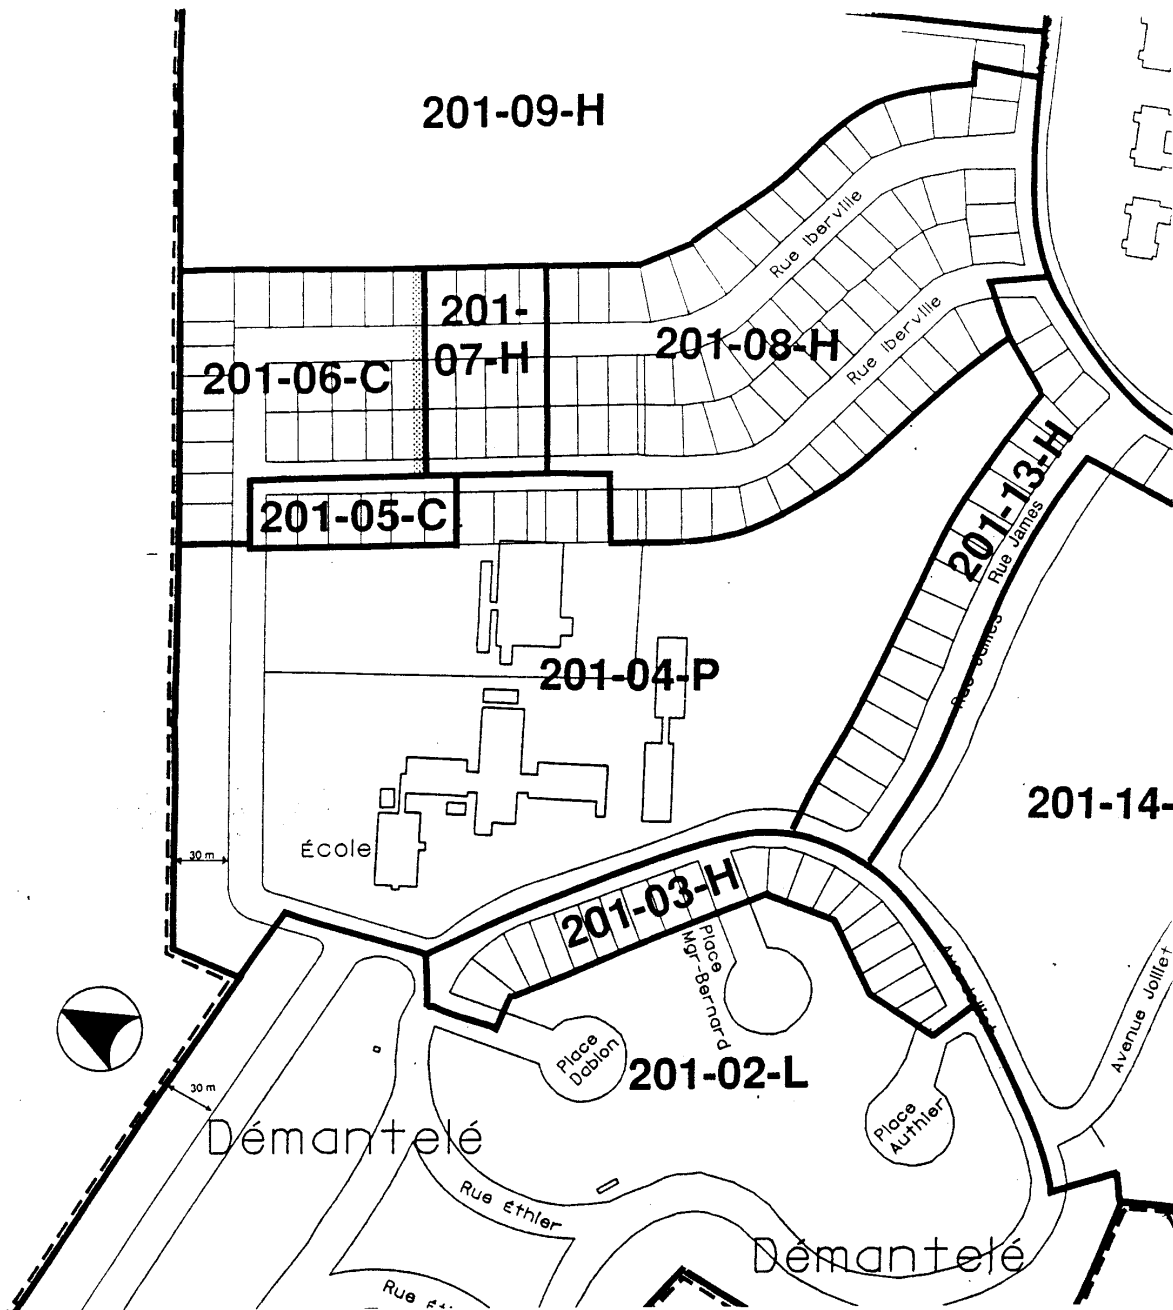 201-09-H
Rue Iberville
201-
07-H
201-08-H
Rue Iberville
201-06-C
201-05-C
201-13-H
Rue James
Rue James
201-04-P
201-14-
École
30 m
201-03-H
Place
Mgr-Bernard
Avenue Jolliet
Place
Dablon
201-02-L
30 m
Place
Authier
Démantelé
Rue Éthier
Démantelé